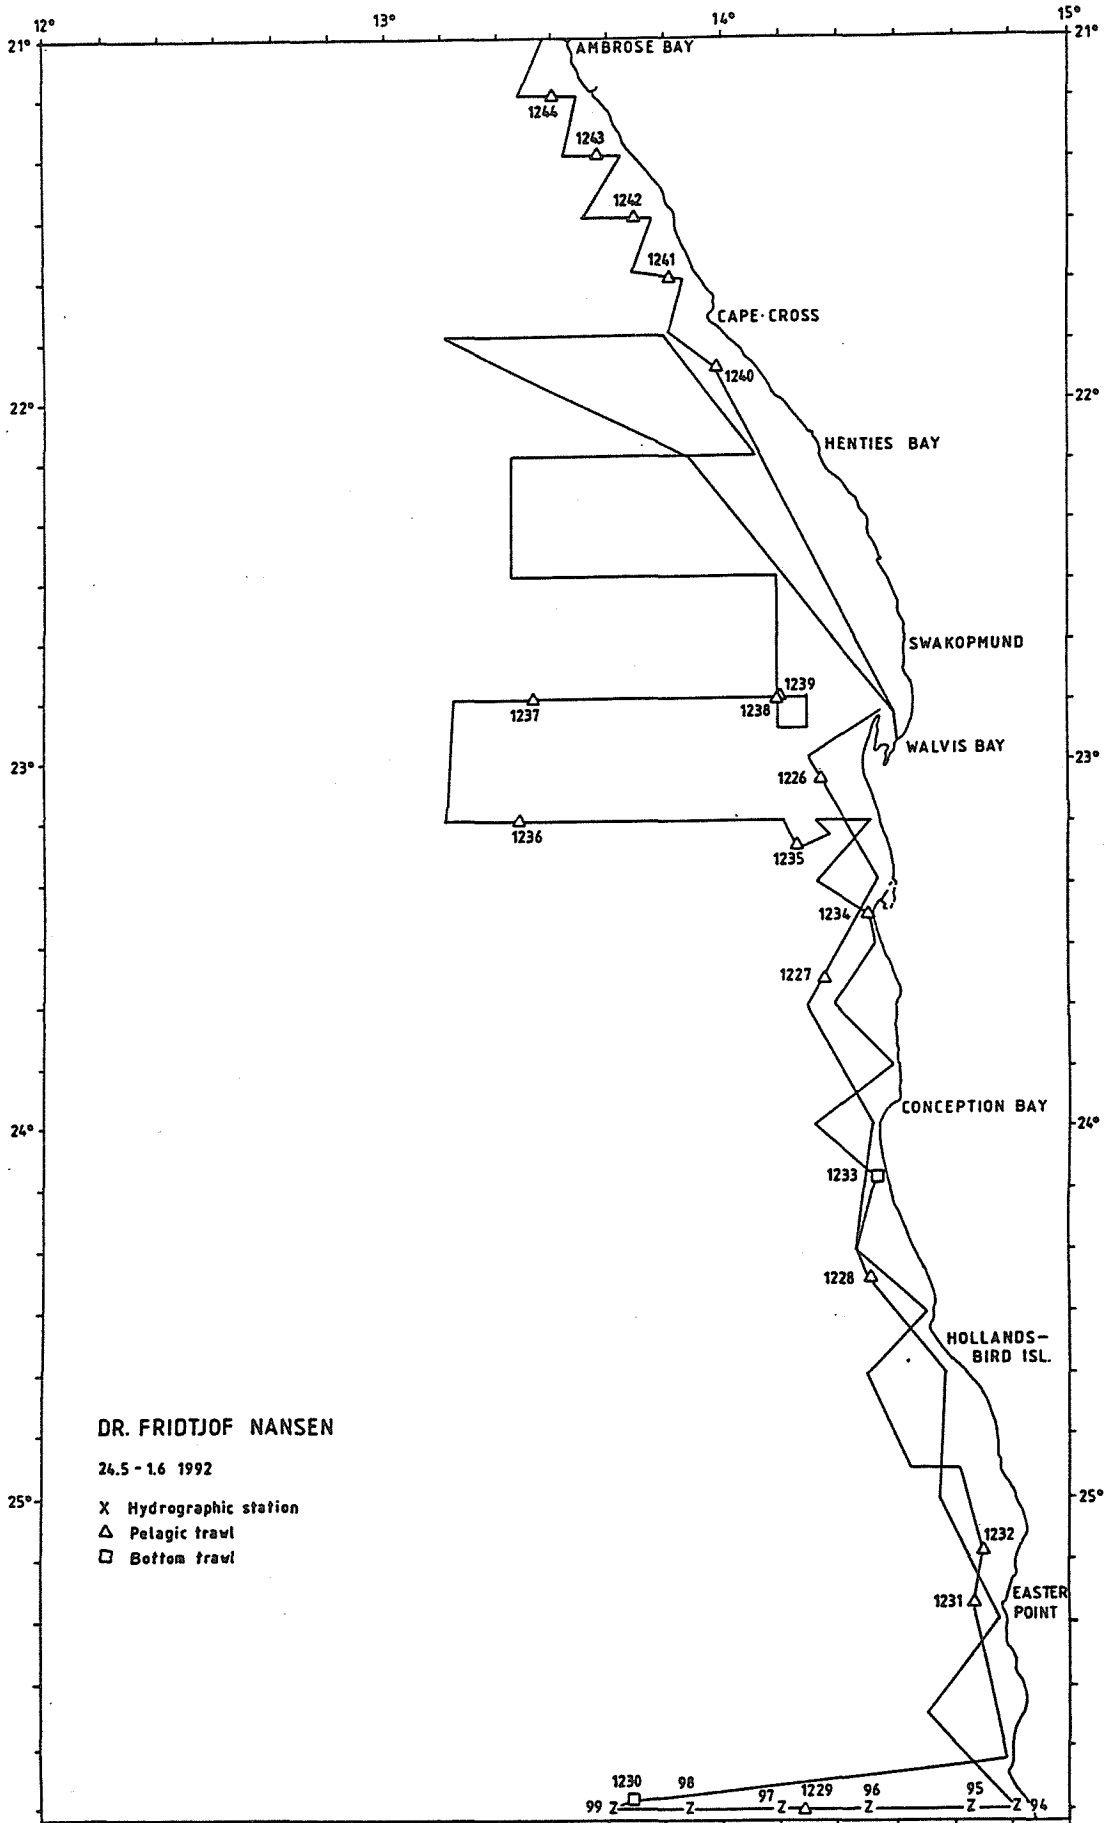 12° 13° 14° 15°
21° 21°
AMBROSE BAY
1244
1243
1242
1241
CAPE·CROSS
1240
22° 22°
HENTIES BAY
SWAKOPMUND
1239
1237 1238
WALVIS BAY
23° 23°
1226
1236
1235
1234
1227
CONCEPTION BAY
24° 24°
1233
1228
HOLLANDS-
BIRD ISL.
DR. FRIDTJOF NANSEN
24.5 - 1.6 1992
X Hydrographic station
△ Pelagic trawl
□ Bottom trawl
25° 25°
1232
EASTER
POINT
1231
1230 98 97 1229 96 95
99 Z Z Z Z Z Z 94